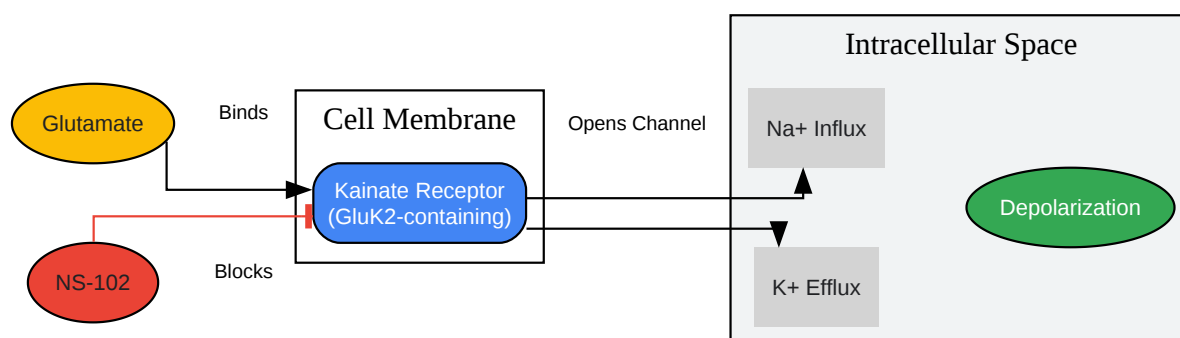 Intracellular Space
Cell Membrane
Glutamate
Binds
Opens Channel
Na+ Influx
Kainate Receptor
(GluK2-containing)
Depolarization
NS-102
Blocks
K+ Efflux